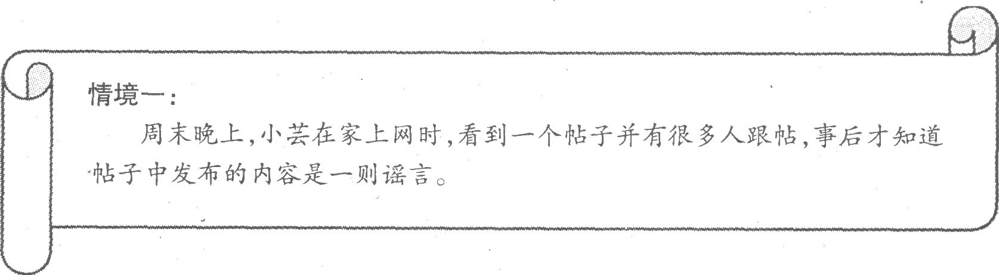 情境一：
周末晚上，小芸在家上网时，看到一个帖子并有很多人跟帖，事后才知道
帖子中发布的内容是一则谣言。